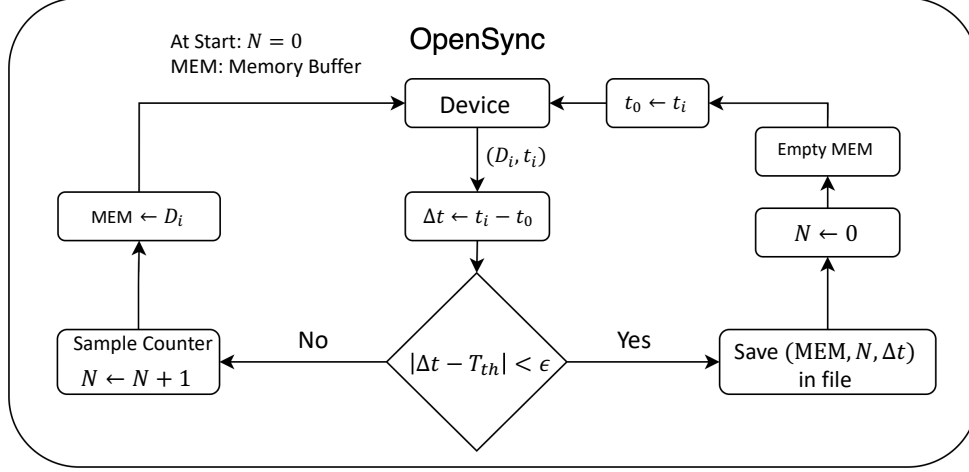 OpenSync
At Start: N = 0
MEM: Memory Buffer
Device
t₀ ← tᵢ
(Dᵢ, tᵢ)
Empty MEM
MEM ← Dᵢ
Δt ← tᵢ − t₀
N ← 0
Sample Counter
N ← N + 1
No
|Δt − Tₜₕ| < ϵ
Yes
Save (MEM, N, Δt)
in file